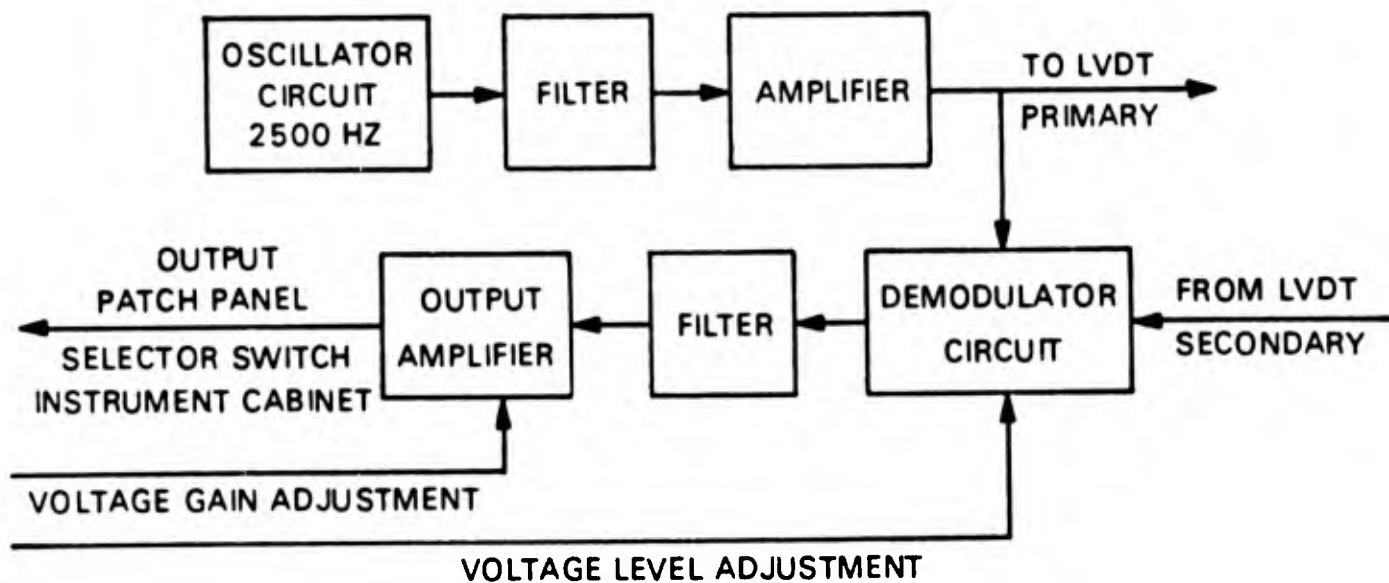 OSCILLATOR
CIRCUIT
2500 HZ
FILTER
AMPLIFIER
TO LVDT
PRIMARY
OUTPUT
PATCH PANEL
SELECTOR SWITCH
INSTRUMENT CABINET
OUTPUT
AMPLIFIER
FILTER
DEMODULATOR
CIRCUIT
FROM LVDT
SECONDARY
VOLTAGE GAIN ADJUSTMENT
VOLTAGE LEVEL ADJUSTMENT